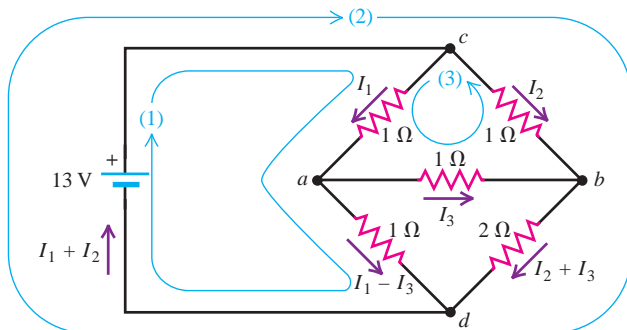 (2)
c
I₁
(3)
I₂
(1)
1 Ω
1 Ω
1 Ω
+
13 V
a
b
I₃
1 Ω
2 Ω
I₁ + I₂
I₁ − I₃
I₂ + I₃
d